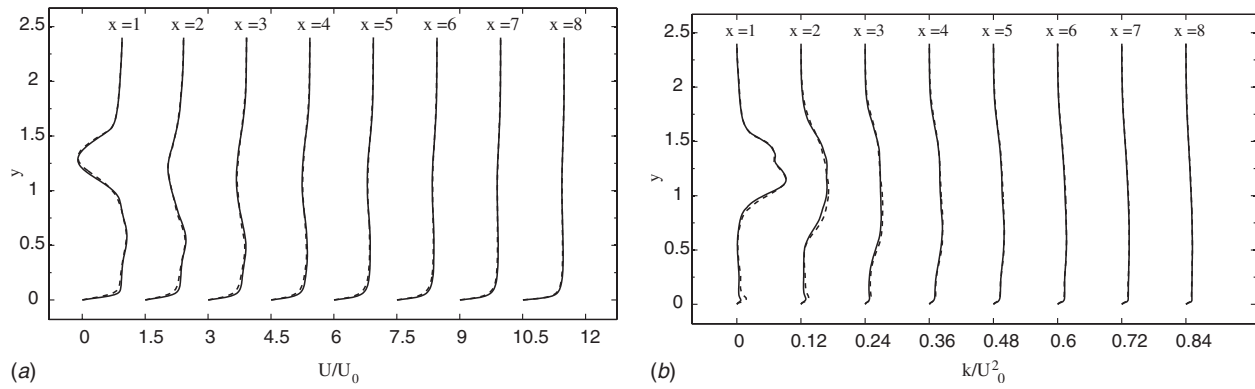 x =1 x =2 x =3 x =4 x =5 x =6 x =7 x =8
2.5
2
1.5
y
1
0.5
0
0 1.5 3 4.5 6 7.5 9 10.5 12
(a)
U/U0
x =1 x =2 x =3 x =4 x =5 x =6 x =7 x =8
2.5
2
1.5
y
1
0.5
0
0 0.12 0.24 0.36 0.48 0.6 0.72 0.84
(b)
k/U²0